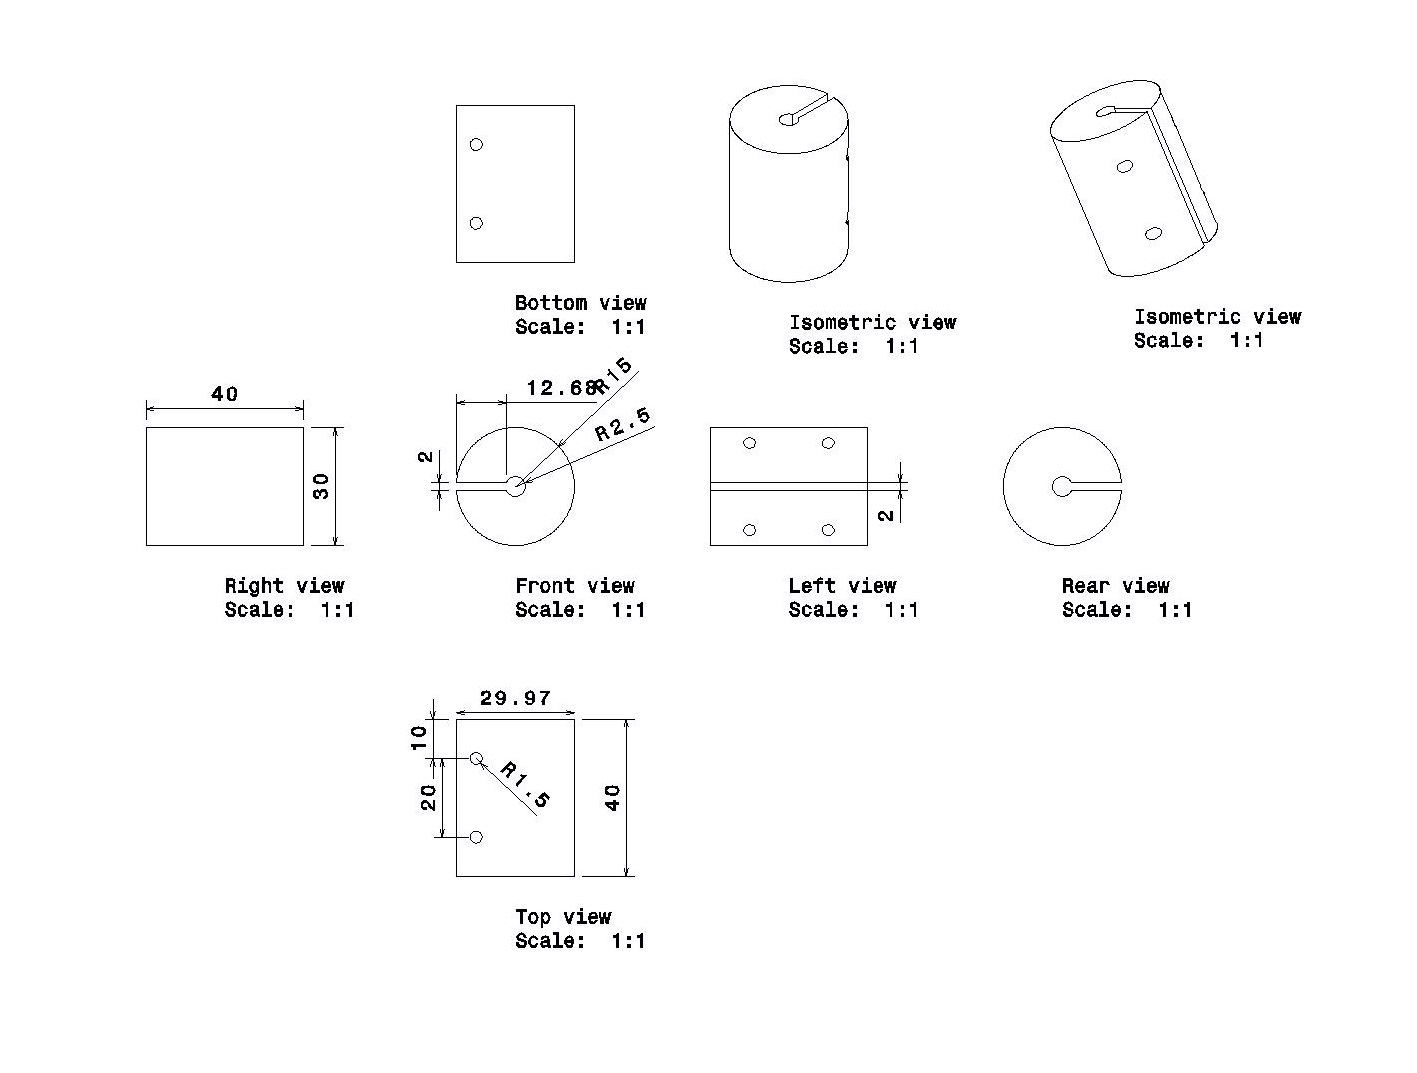 Bottom view
Scale: 1:1
Isometric view
Scale: 1:1
Isometric view
Scale: 1:1
40
30
Right view
Scale: 1:1
12.68
R15
R2.5
2
Front view
Scale: 1:1
2
Left view
Scale: 1:1
Rear view
Scale: 1:1
29.97
10
20
R1.5
40
Top view
Scale: 1:1